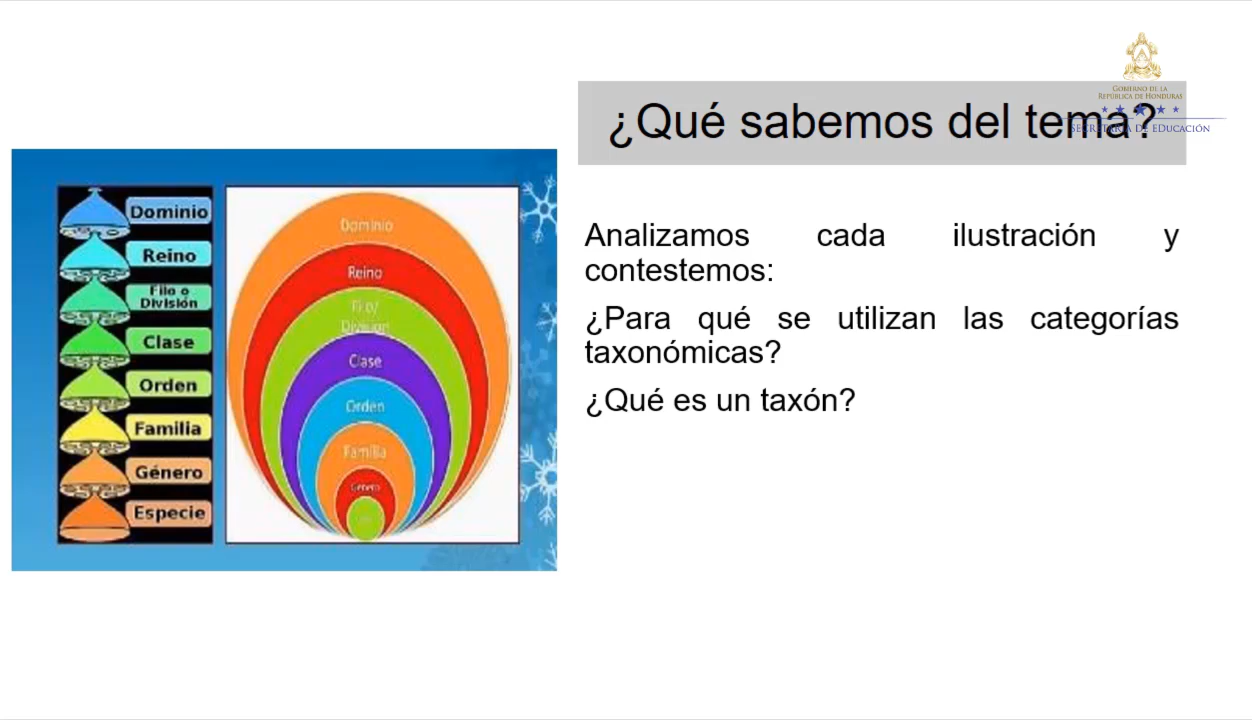 GOBIERNO DE LA
REPÚBLICA DE HONDURAS
SECRETARÍA DE EDUCACIÓN
¿Qué sabemos del tema?
Dominio
Reino
Filo o
División
Clase
Orden
Familia
Género
Especie
Dominio
Reino
Filo/
División
Clase
Orden
Familia
Género
Analizamos cada ilustración y
contestemos:
¿Para qué se utilizan las categorías
taxonómicas?
¿Qué es un taxón?